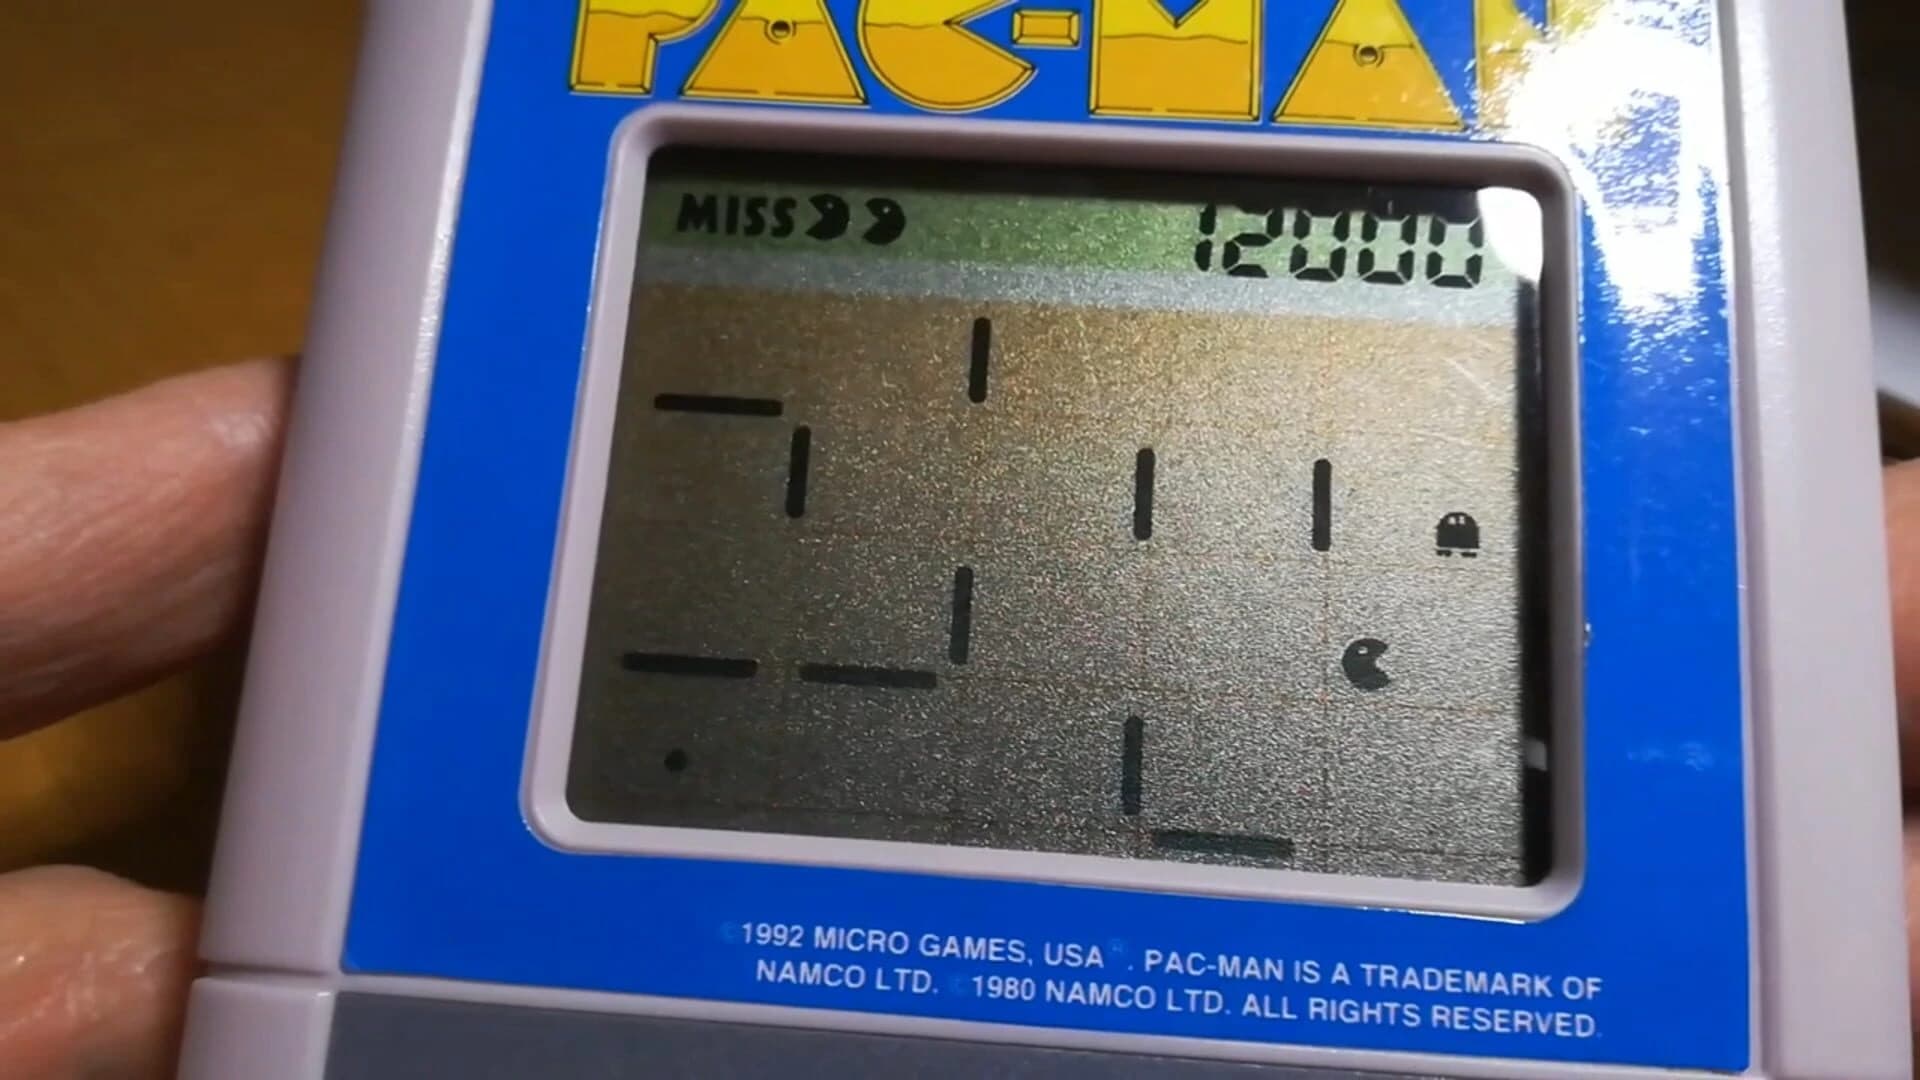 PAC-MAN
MISS 12000
©1992 MICRO GAMES, USA®. PAC-MAN IS A TRADEMARK OF
NAMCO LTD. ©1980 NAMCO LTD. ALL RIGHTS RESERVED.